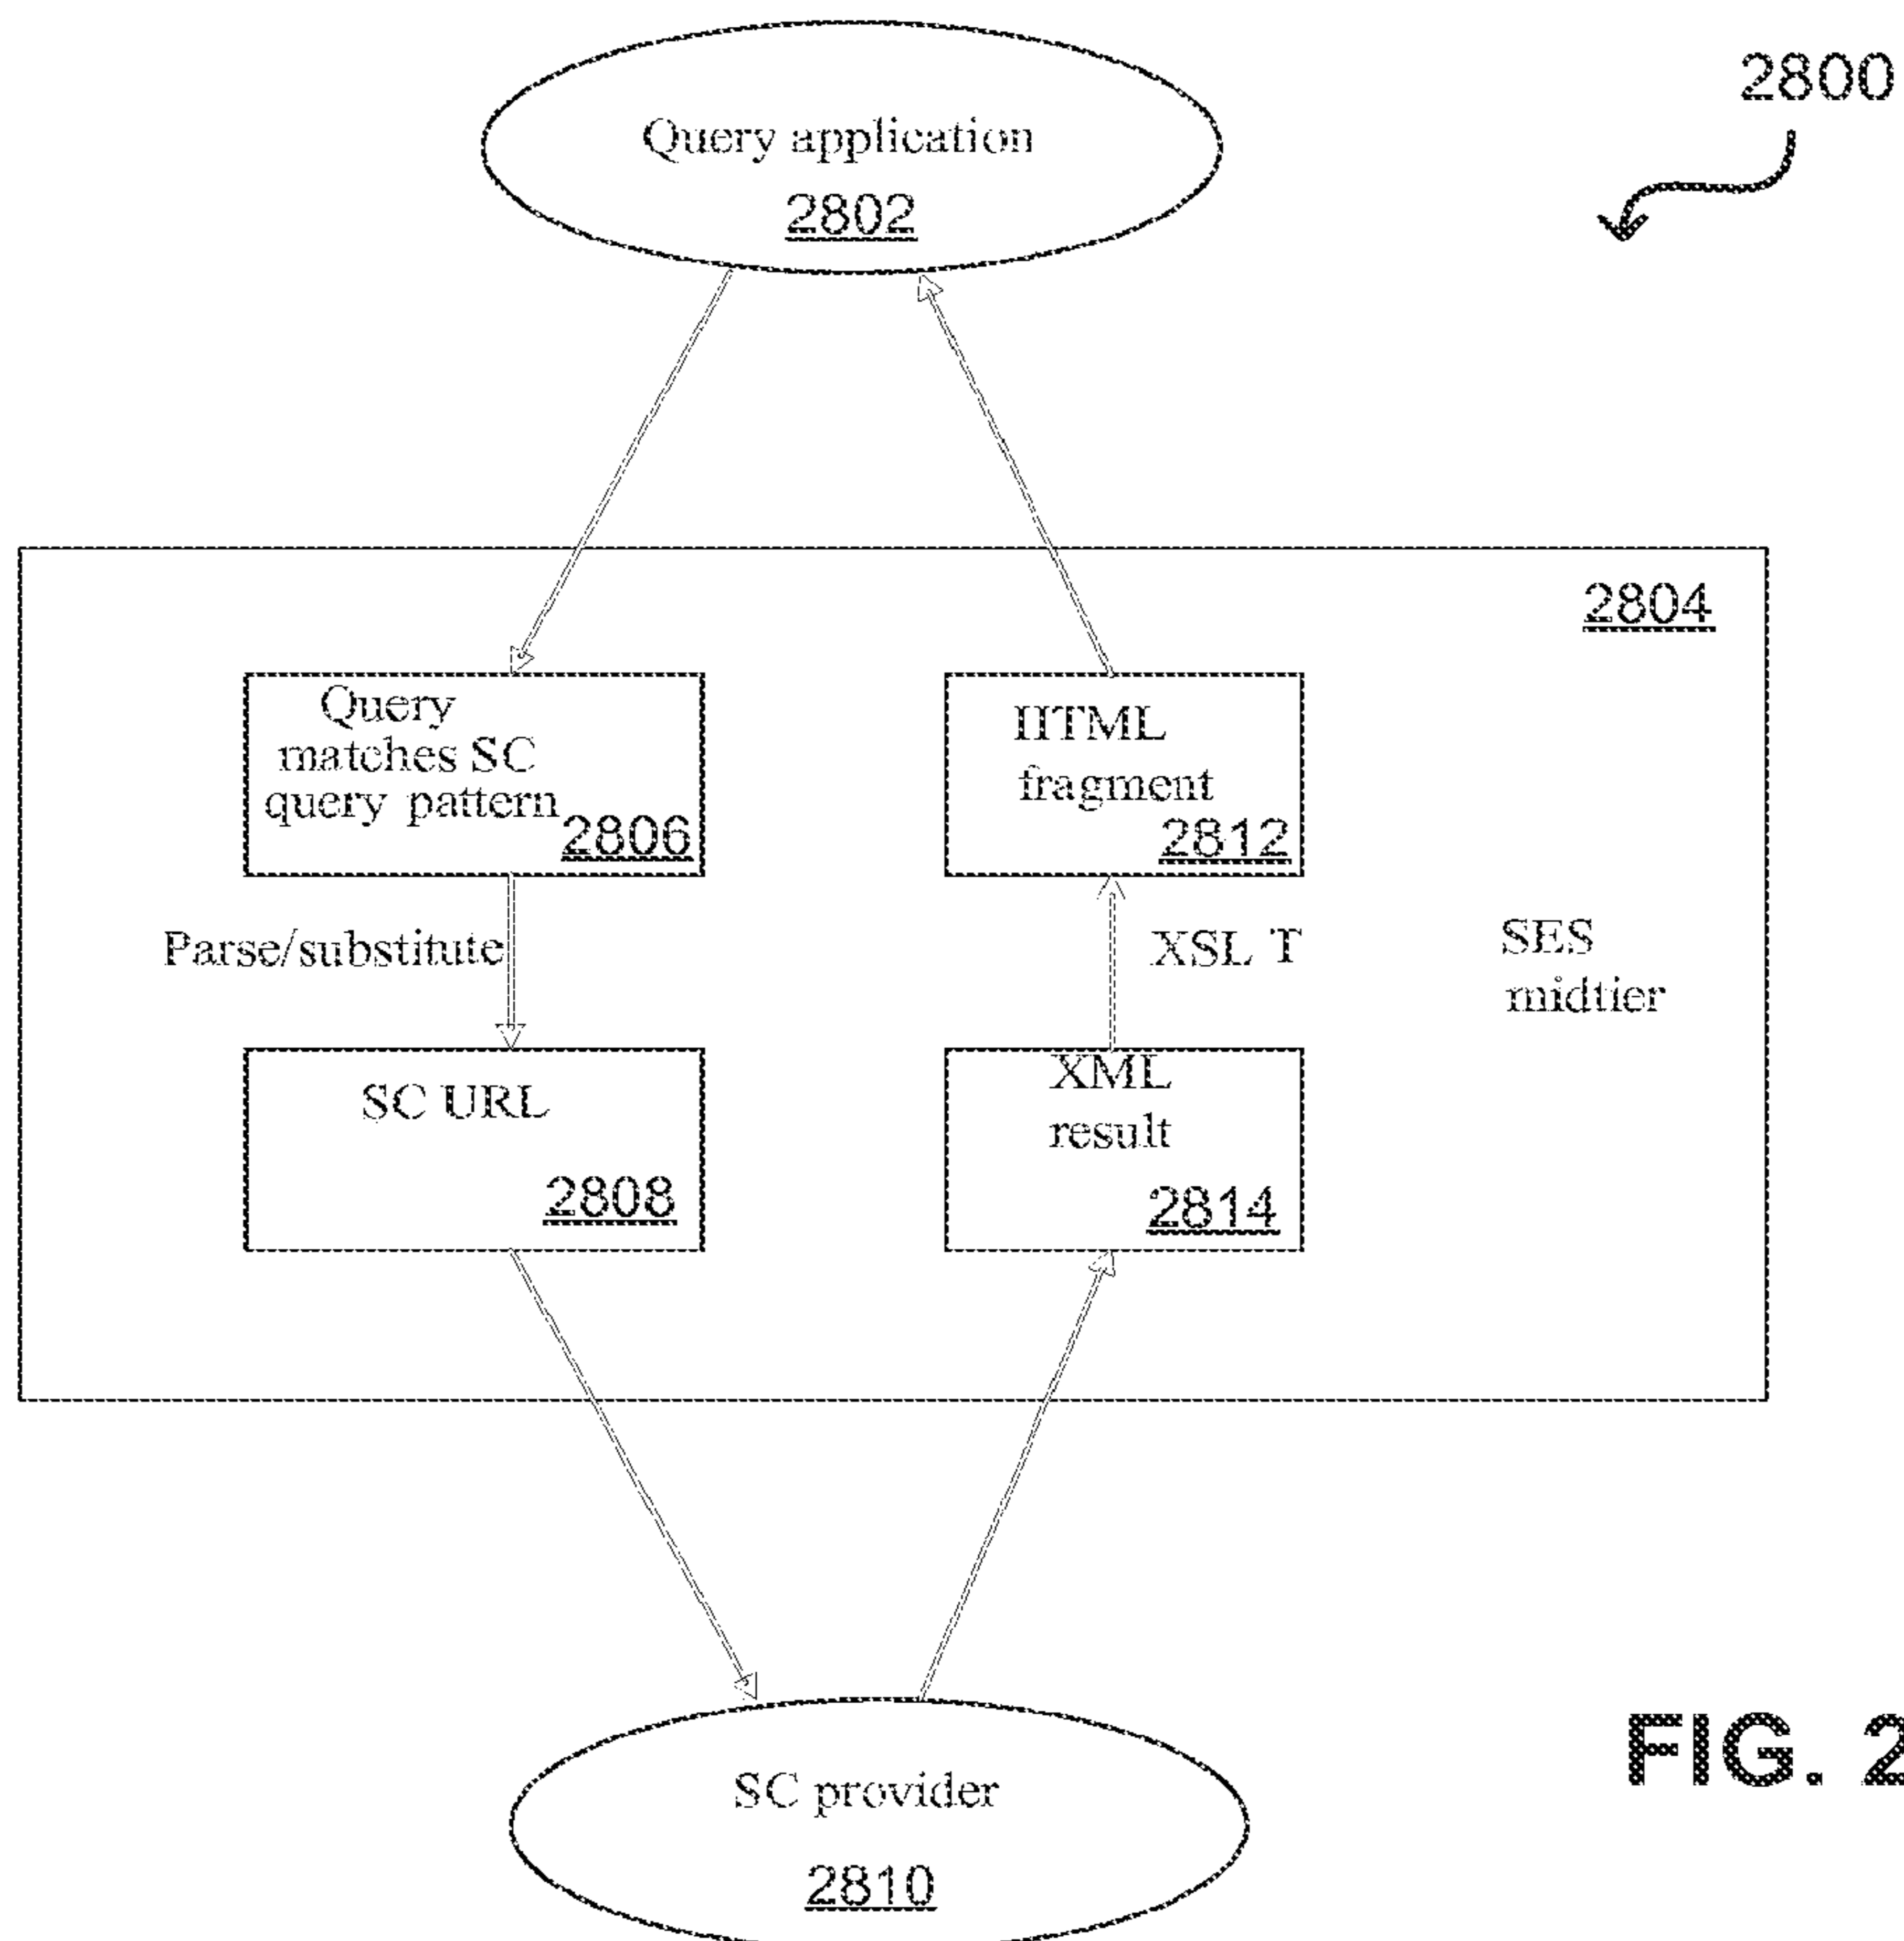 2800
Query application
2802
2804
Query
matches SC
query pattern
2806
HTML
fragment
2812
Parse/substitute
XSL T
SES
midtier
SC URL
2808
XML
result
2814
SC provider
2810
FIG. 2